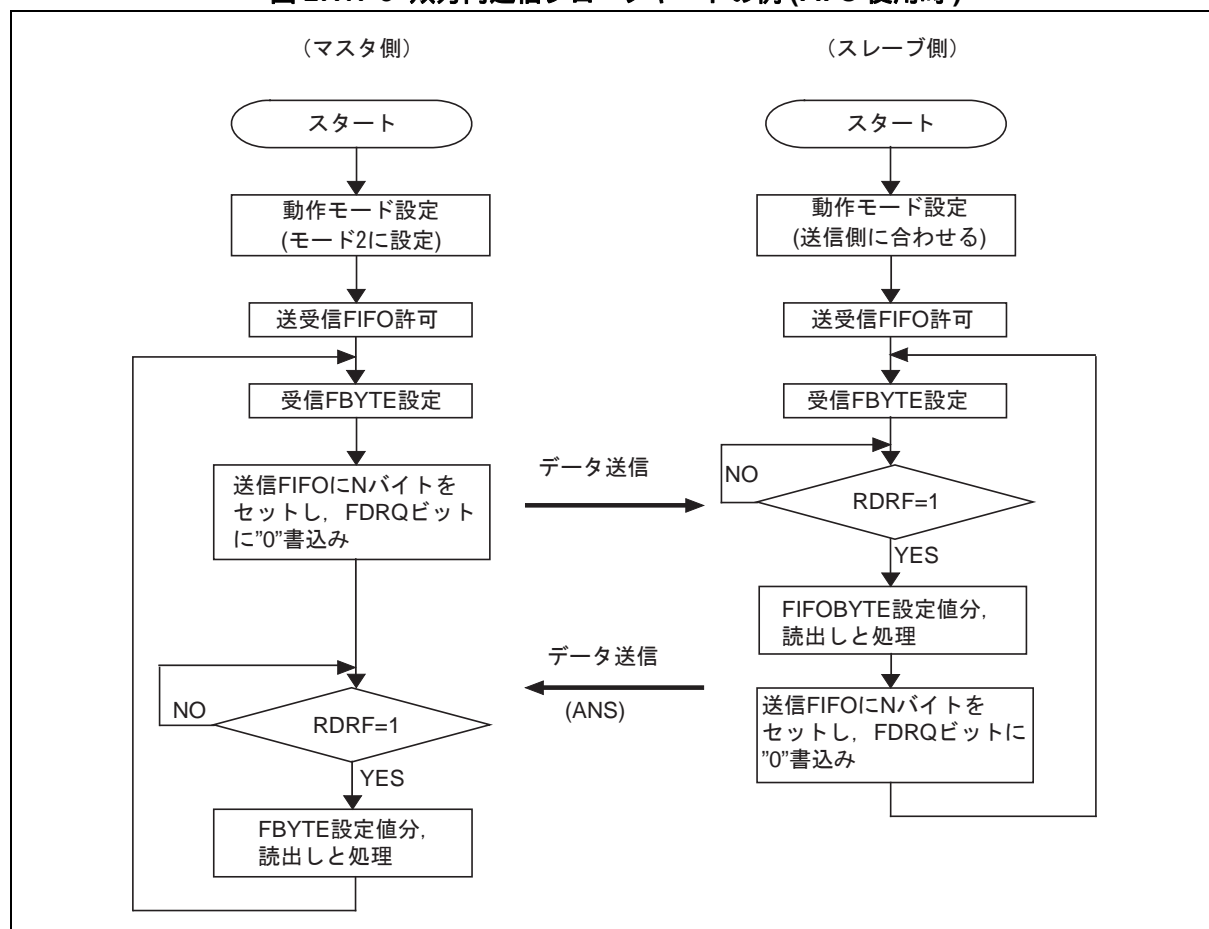 (マスタ側)
スタート
動作モード設定
(モード2に設定)
送受信FIFO許可
受信FBYTE設定
送信FIFOにNバイトを
セットし，FDRQビット
に"0"書込み
NO
RDRF=1
YES
FBYTE設定値分，
読出しと処理
データ送信
データ送信
(ANS)
(スレーブ側)
スタート
動作モード設定
(送信側に合わせる)
送受信FIFO許可
受信FBYTE設定
NO
RDRF=1
YES
FIFOBYTE設定値分，
読出しと処理
送信FIFOにNバイトを
セットし，FDRQビットに
"0"書込み